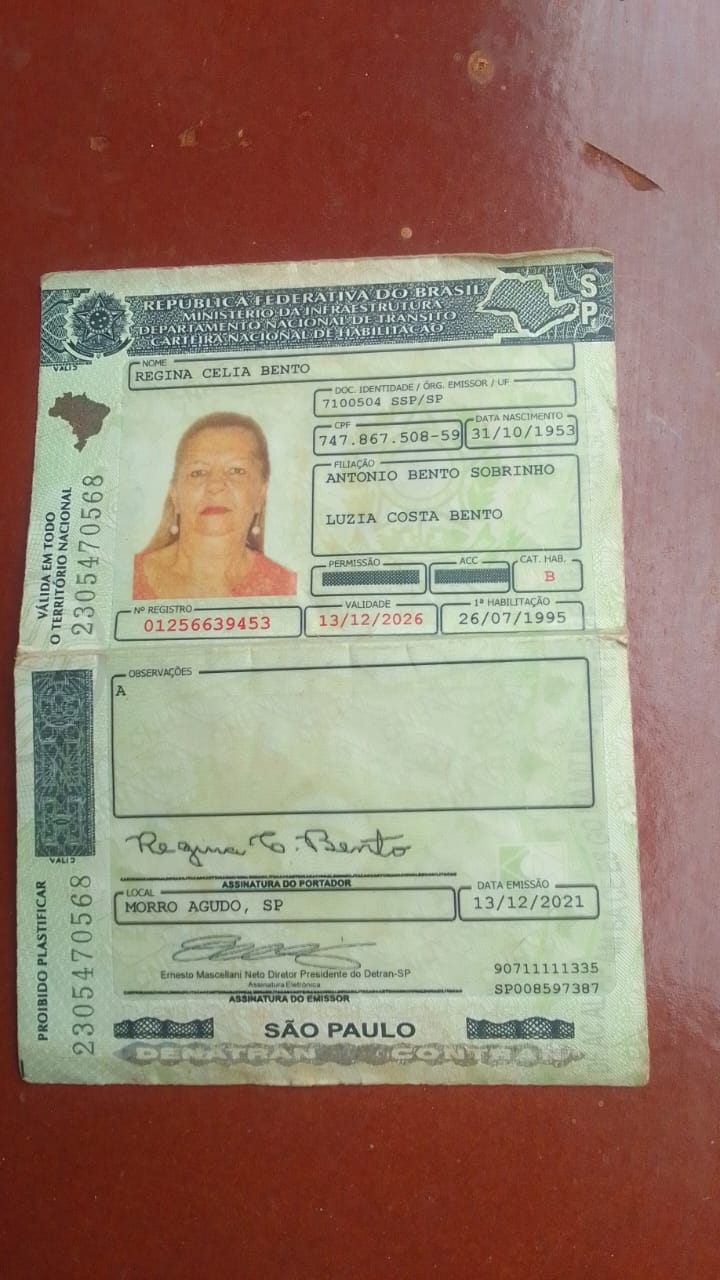 REPÚBLICA FEDERATIVA DO BRASIL
MINISTÉRIO DA INFRAESTRUTURA
DEPARTAMENTO NACIONAL DE TRÂNSITO
CARTEIRA NACIONAL DE HABILITAÇÃO
SP
NOME
REGINA CELIA BENTO
DOC. IDENTIDADE / ÓRG. EMISSOR / UF
7100504 SSP/SP
CPF
747.867.508-59
DATA NASCIMENTO
31/10/1953
FILIAÇÃO
ANTONIO BENTO SOBRINHO
LUZIA COSTA BENTO
PERMISSÃO
ACC
CAT. HAB.
B
Nº REGISTRO
01256639453
VALIDADE
13/12/2026
1ª HABILITAÇÃO
26/07/1995
VÁLIDA EM TODO
O TERRITÓRIO NACIONAL
2305470568
OBSERVAÇÕES
A
Regina C. Bento
ASSINATURA DO PORTADOR
LOCAL
MORRO AGUDO, SP
DATA EMISSÃO
13/12/2021
Ernesto Mascellani Neto Diretor Presidente do Detran-SP
Assinatura Eletrônica
ASSINATURA DO EMISSOR
90711111335
SP008597387
PROIBIDO PLASTIFICAR
2305470568
SÃO PAULO
DENATRAN CONTRAN